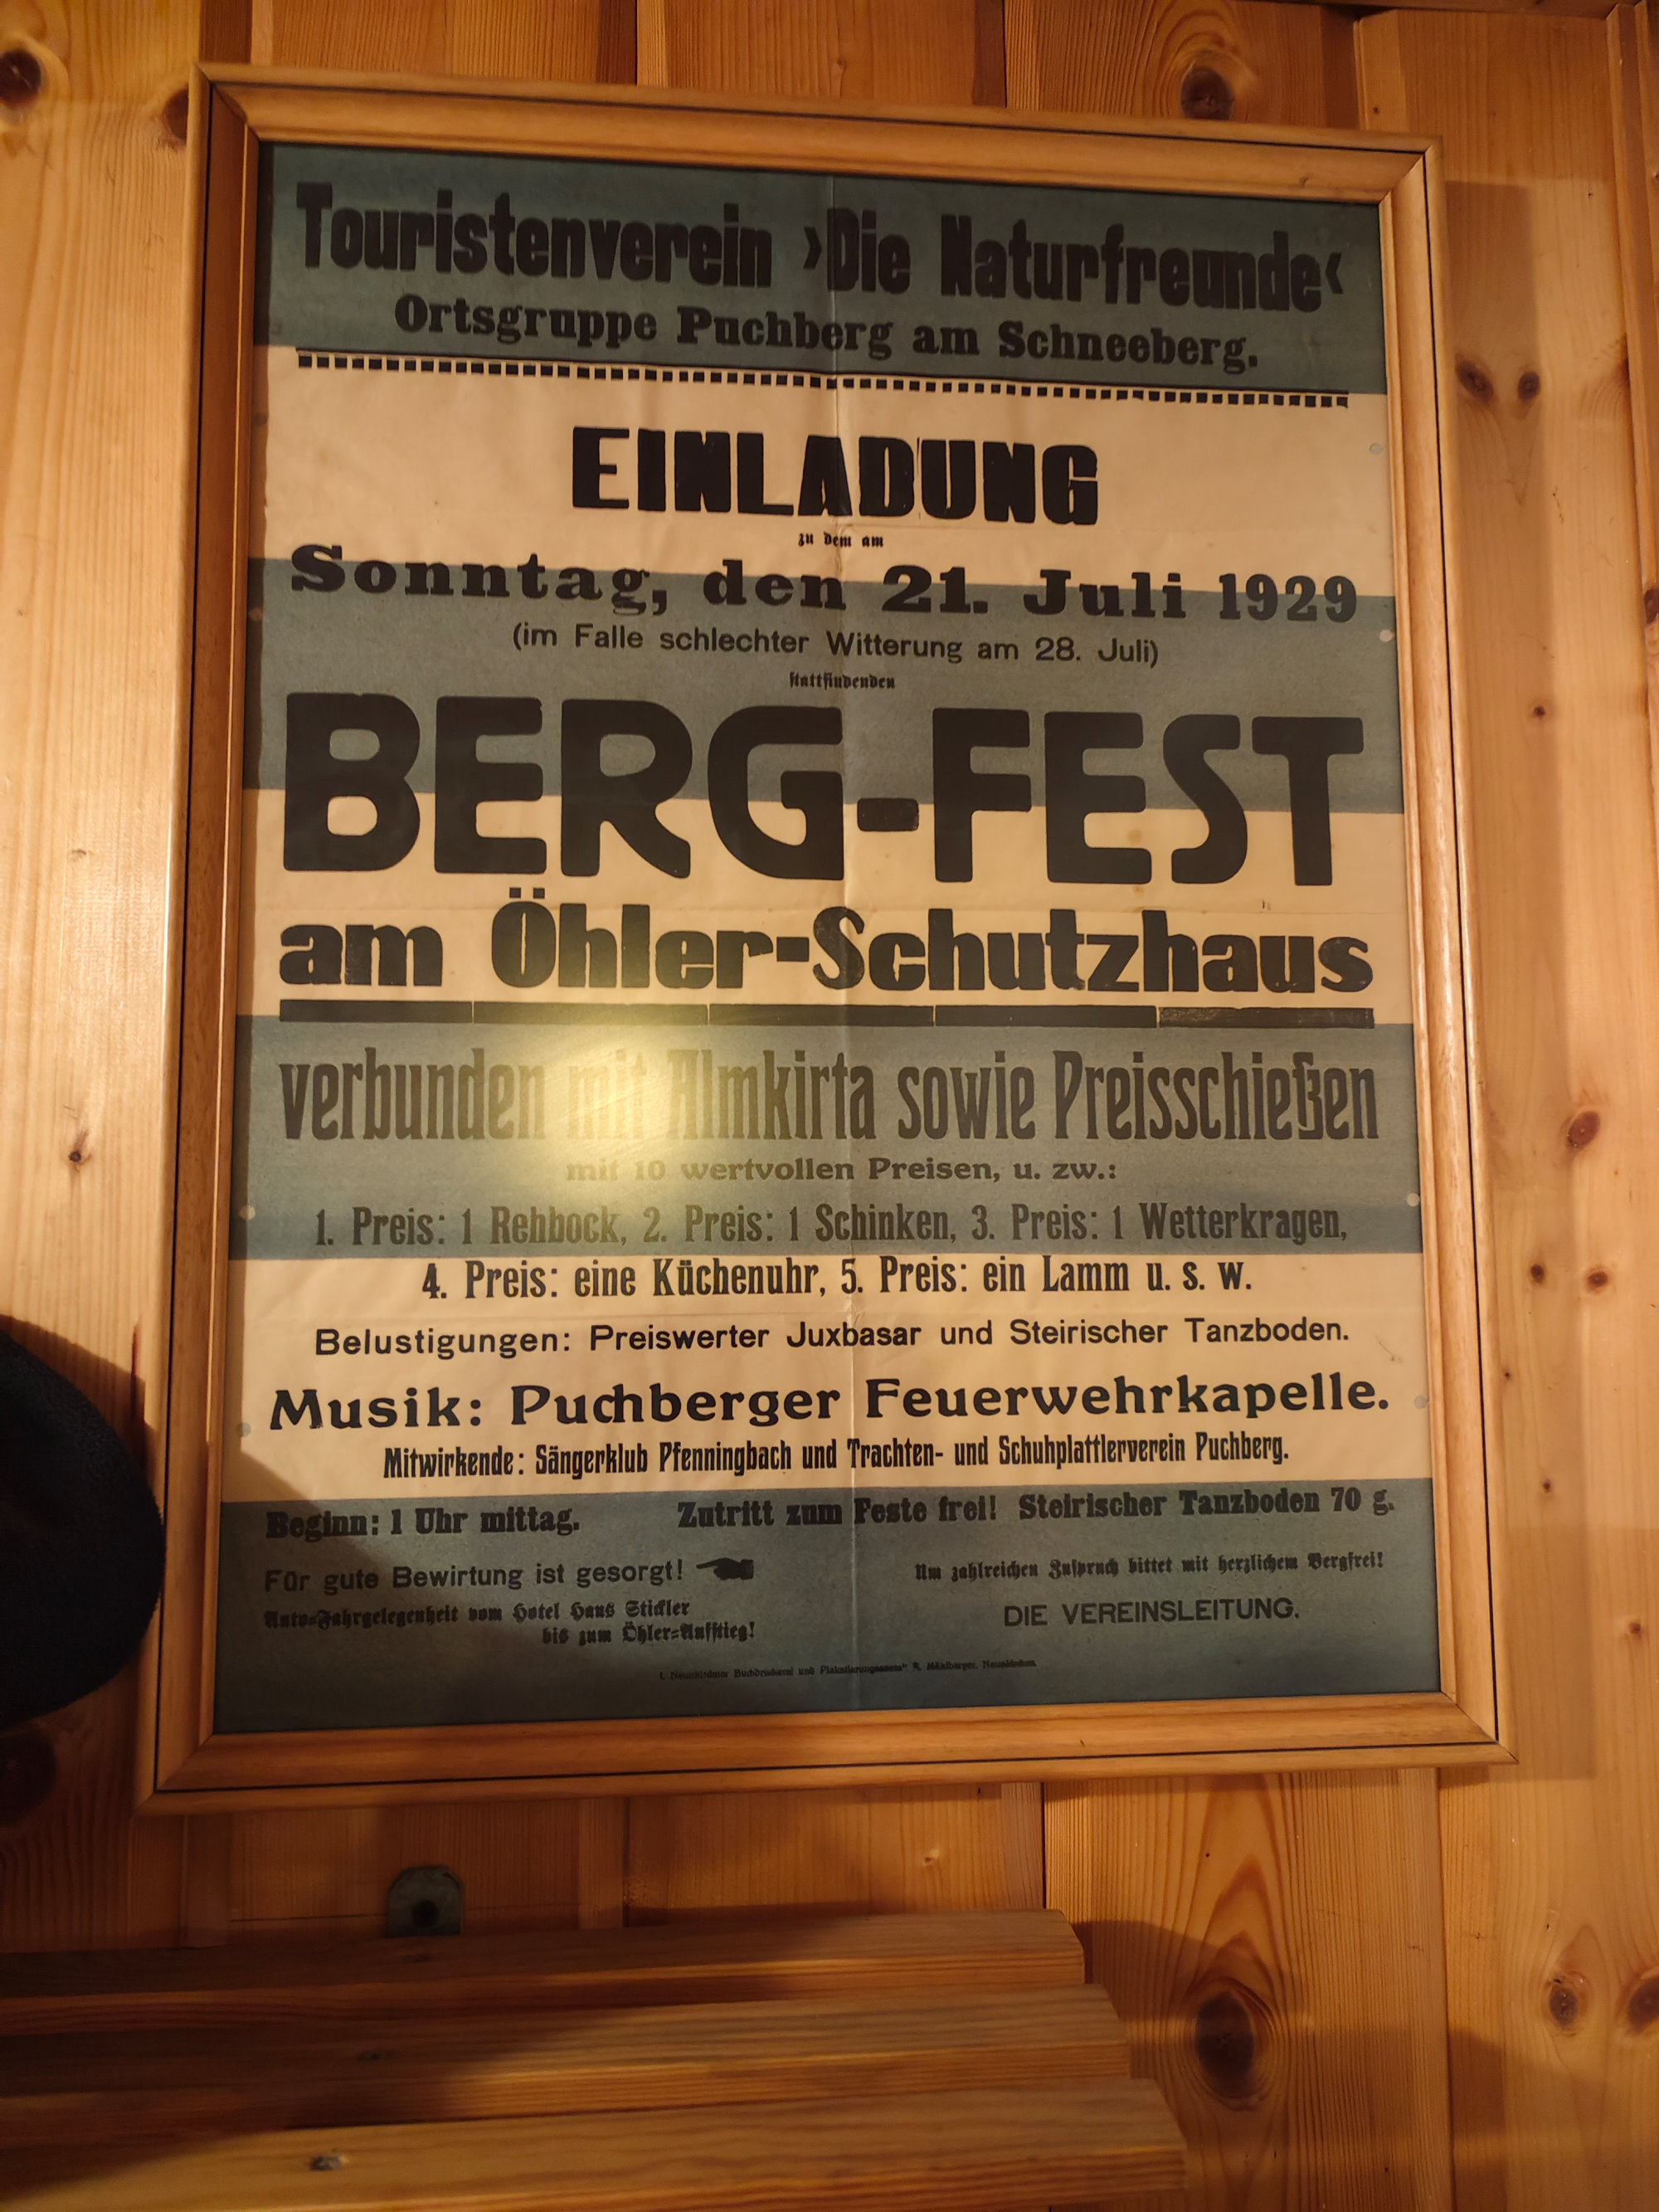 Touristenverein ›Die Naturfreunde‹
Ortsgruppe Puchberg am Schneeberg.
EINLADUNG
zu dem am
Sonntag, den 21. Juli 1929
(im Falle schlechter Witterung am 28. Juli)
stattfindenden
BERG-FEST
am Öhler-Schutzhaus
verbunden mit Almkirta sowie Preisschießen
mit 10 wertvollen Preisen, u. zw.:
1. Preis: 1 Rehbock, 2. Preis: 1 Schinken, 3. Preis: 1 Wetterkragen,
4. Preis: eine Küchenuhr, 5. Preis: ein Lamm u. s. w.
Belustigungen: Preiswerter Juxbasar und Steirischer Tanzboden.
Musik: Puchberger Feuerwehrkapelle.
Mitwirkende: Sängerklub Pfenningbach und Trachten- und Schuhplattlerverein Puchberg.
Beginn: 1 Uhr mittag. Zutritt zum Feste frei! Steirischer Tanzboden 70 g.
Für gute Bewirtung ist gesorgt!
Auto-Fahrgelegenheit vom Hotel Hans Stickler
bis zum Öhler-Aufstieg!
Um zahlreichen Zuspruch bittet mit herzlichem Bergfrei!
DIE VEREINSLEITUNG.
Buchdruckerei und Neunkirchen.